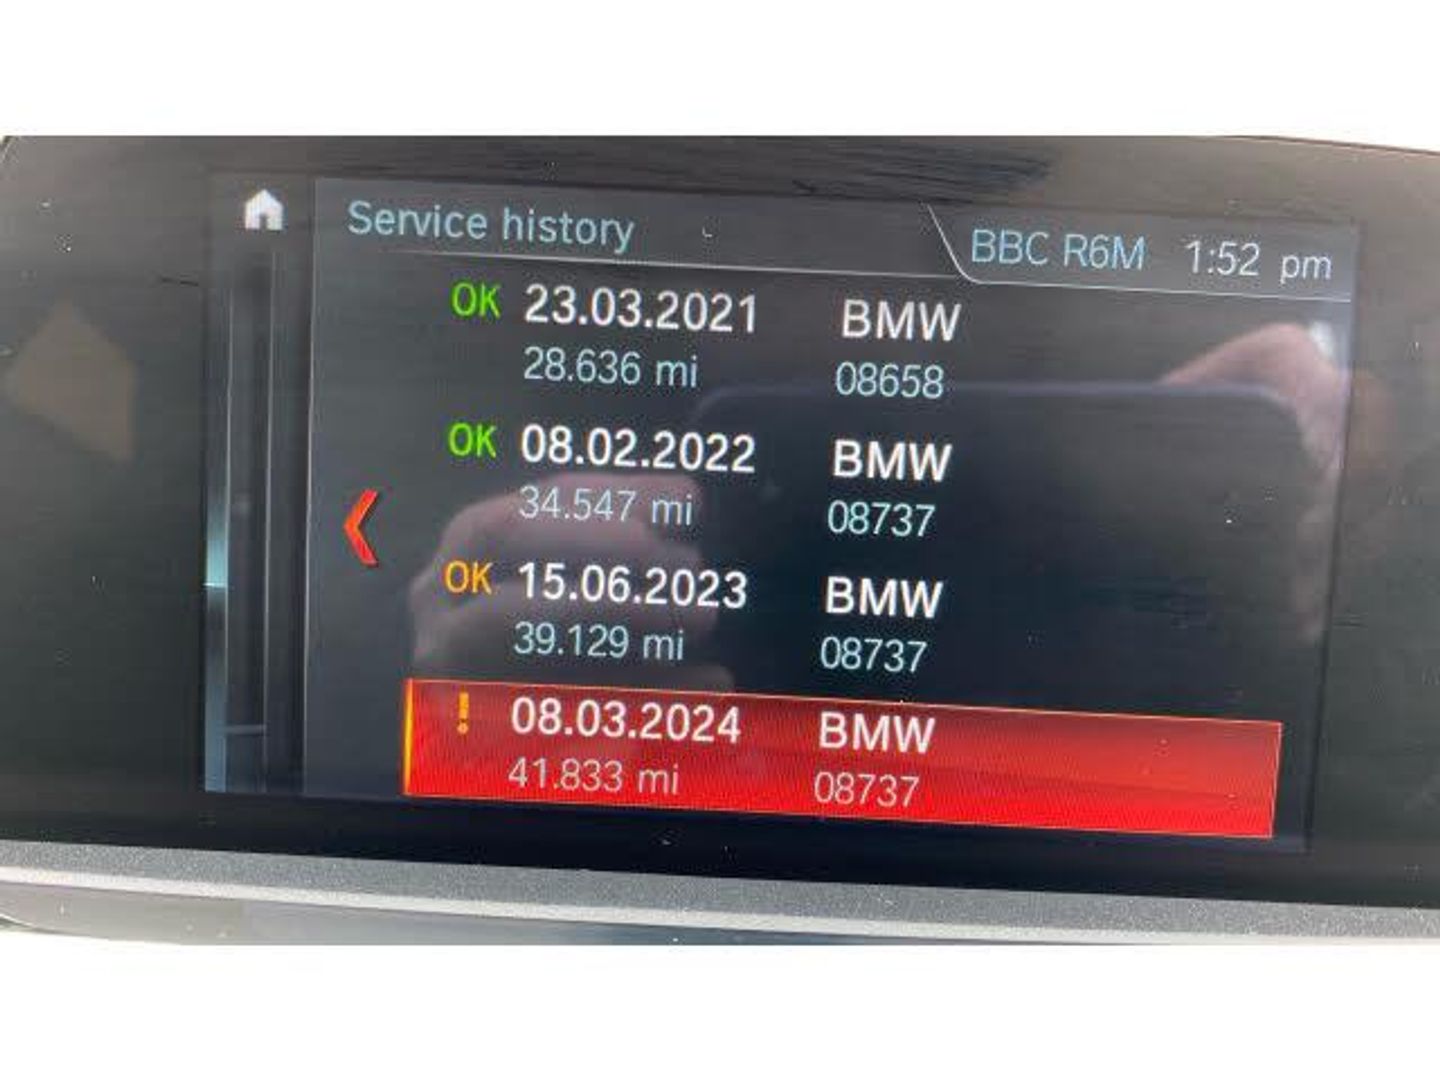 Service history
BBC R6M 1:52 pm
OK 23.03.2021 BMW
28.636 mi 08658
OK 08.02.2022 BMW
34.547 mi 08737
OK 15.06.2023 BMW
39.129 mi 08737
! 08.03.2024 BMW
41.833 mi 08737